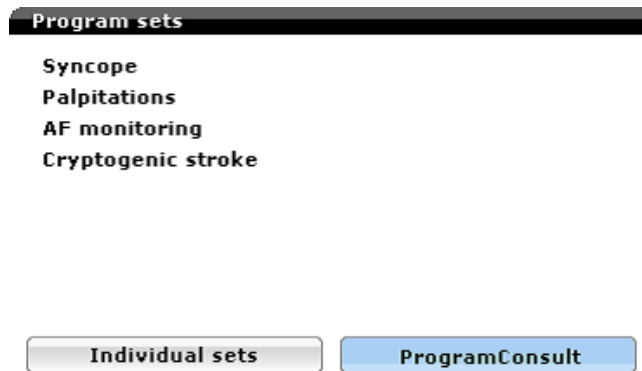 Program sets
Syncope
Palpitations
AF monitoring
Cryptogenic stroke
Individual sets
ProgramConsult